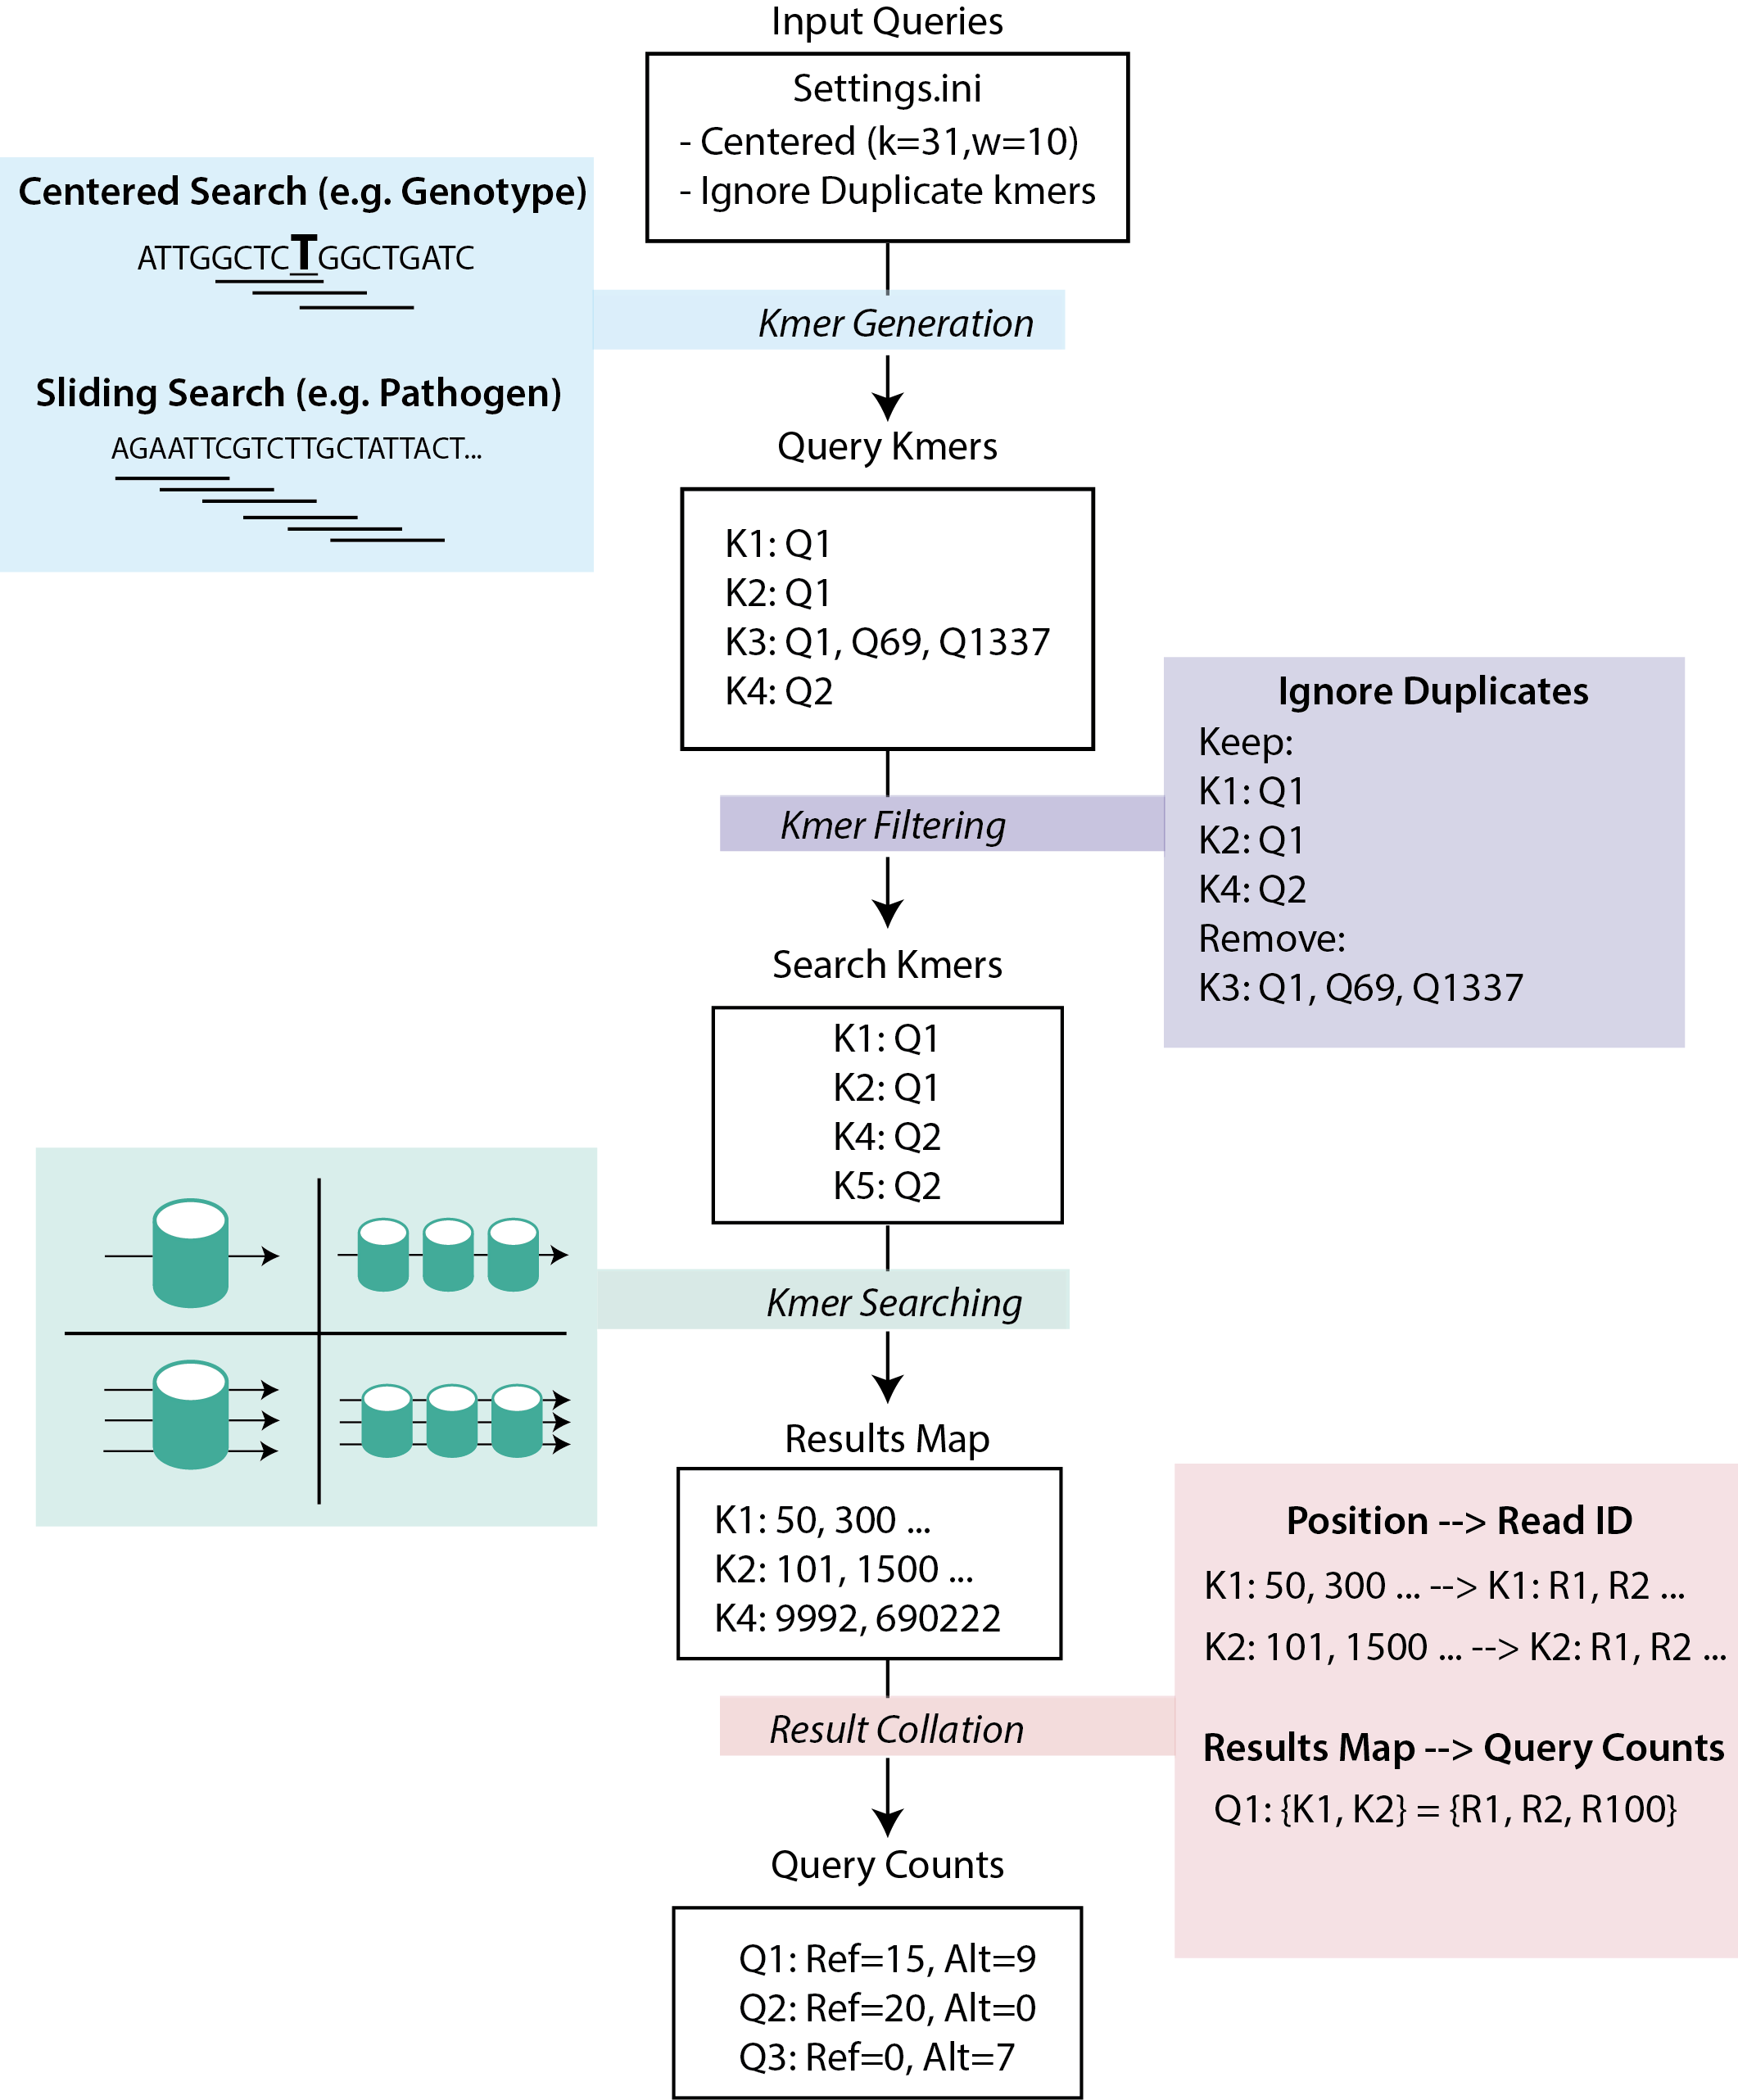 Input Queries
Settings.ini
- Centered (k=31,w=10)
- Ignore Duplicate kmers
Centered Search (e.g. Genotype)
ATTGGCTCTGGCTGATC
Sliding Search (e.g. Pathogen)
AGAATTCGTCTTGCTATTACT...
Kmer Generation
Query Kmers
K1: Q1
K2: Q1
K3: Q1, Q69, Q1337
K4: Q2
Kmer Filtering
Ignore Duplicates
Keep:
K1: Q1
K2: Q1
K4: Q2
Remove:
K3: Q1, Q69, Q1337
Search Kmers
K1: Q1
K2: Q1
K4: Q2
K5: Q2
Kmer Searching
Results Map
K1: 50, 300 ...
K2: 101, 1500 ...
K4: 9992, 690222
Result Collation
Position --> Read ID
K1: 50, 300 ... --> K1: R1, R2 ...
K2: 101, 1500 ... --> K2: R1, R2 ...
Results Map --> Query Counts
Q1: {K1, K2} = {R1, R2, R100}
Query Counts
Q1: Ref=15, Alt=9
Q2: Ref=20, Alt=0
Q3: Ref=0, Alt=7